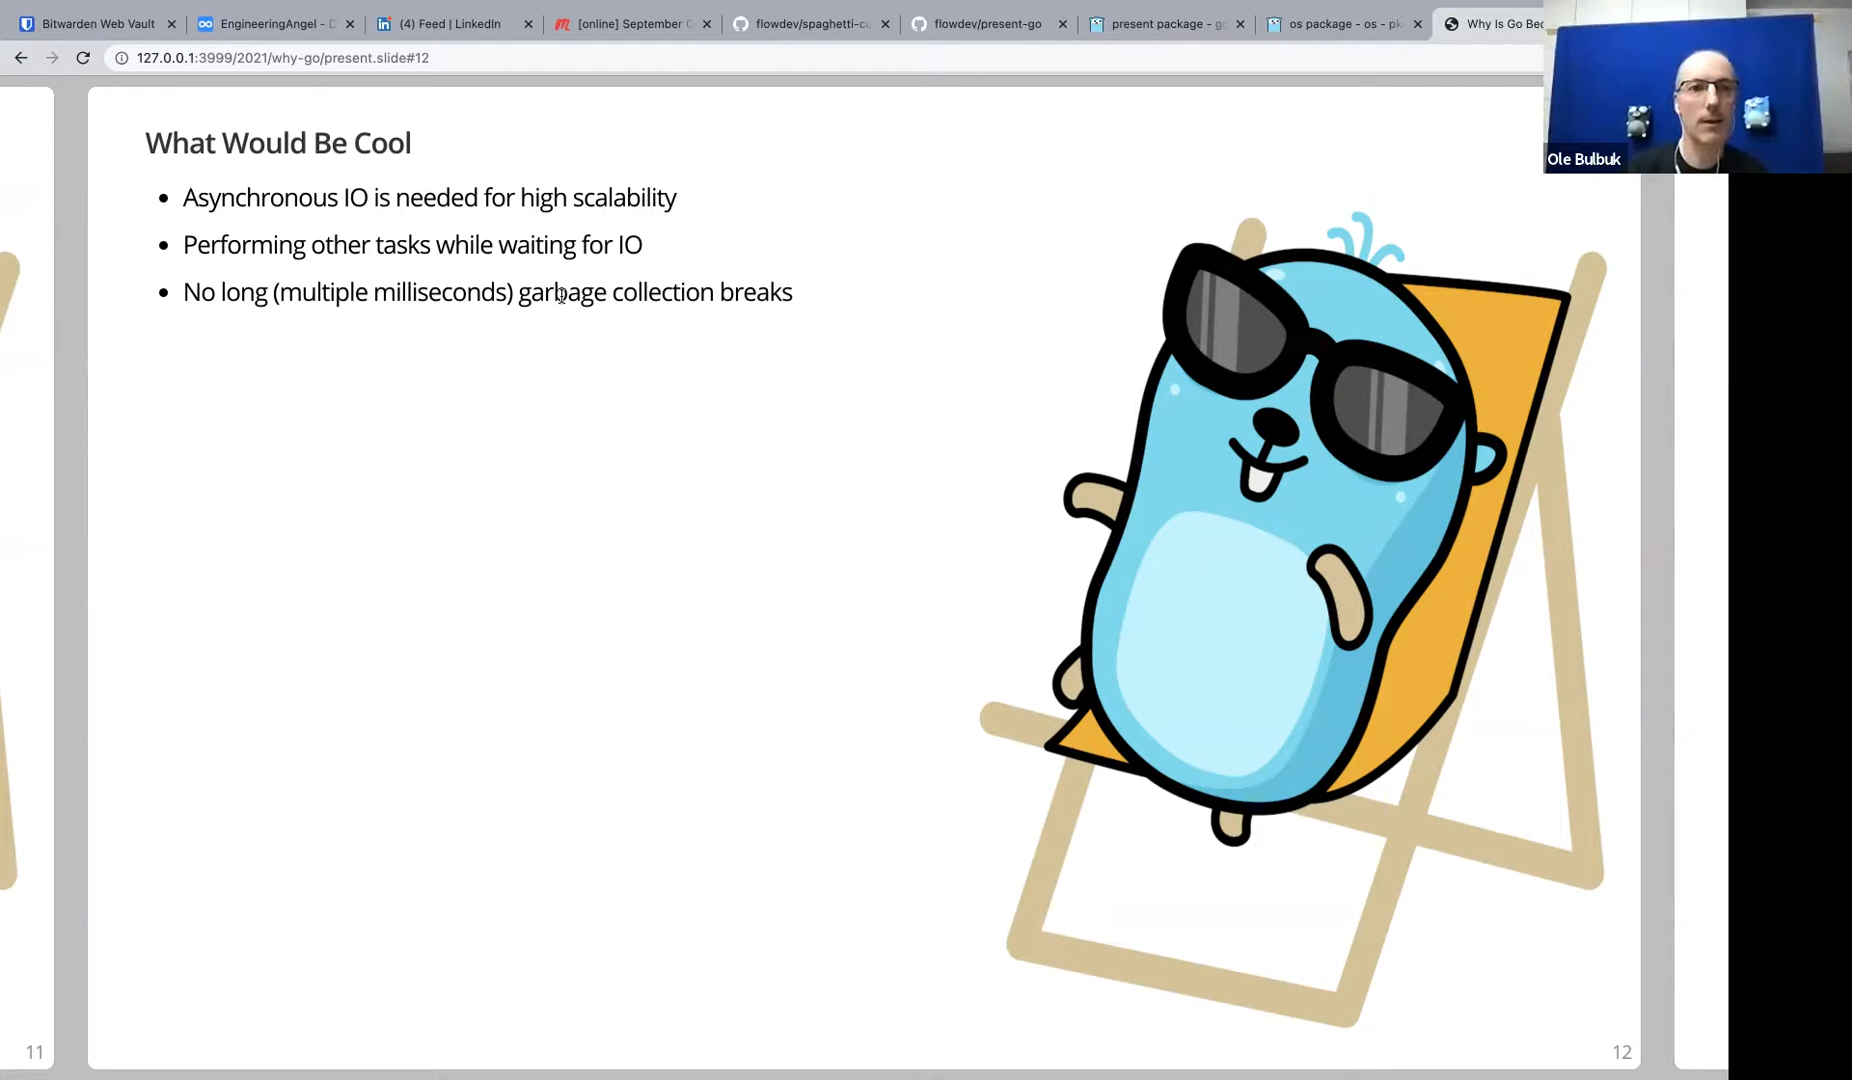 Bitwarden Web Vault
EngineeringAngel - D
(4) Feed | LinkedIn
[online] September G
flowdev/spaghetti-cu
flowdev/present-go
present package - go
os package - os - pk
Why Is Go Bec
127.0.0.1:3999/2021/why-go/present.slide#12
Ole Bulbuk
What Would Be Cool
• Asynchronous IO is needed for high scalability
• Performing other tasks while waiting for IO
• No long (multiple milliseconds) garbage collection breaks
11
12